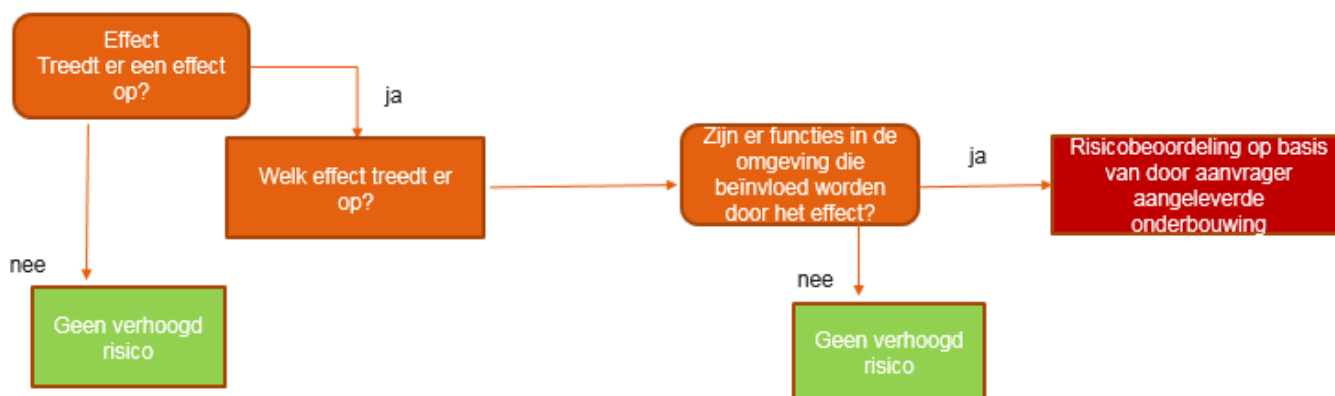 Effect
Treedt er een effect
op?
ja
Welk effect treedt er
op?
nee
Geen verhoogd
risico
Zijn er functies in de
omgeving die
beïnvloed worden
door het effect?
ja
Risicobeoordeling op basis
van door aanvrager
aangeleverde
onderbouwing
nee
Geen verhoogd
risico